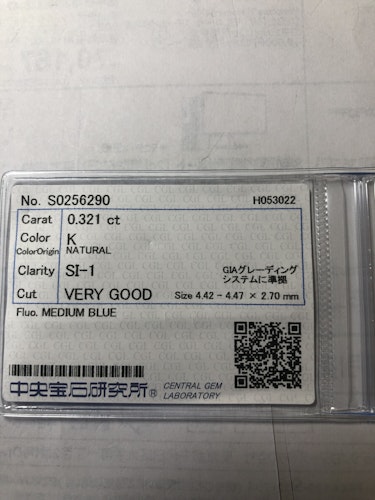 No. S0256290 H053022
Carat 0.321 ct
Color K
ColorOrigin NATURAL
Clarity SI-1
GIAグレーディング
システムに準拠
Cut VERY GOOD Size 4.42 - 4.47 × 2.70 mm
Fluo. MEDIUM BLUE
中央宝石研究所® CENTRAL GEM
LABORATORY